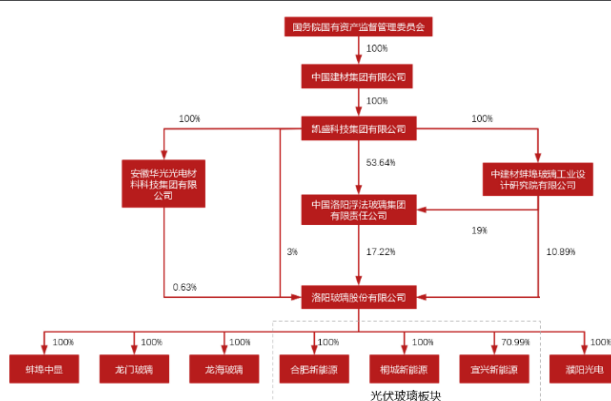 国务院国有资产监督管理委员会
100%
中国建材集团有限公司
100%
100%
凯盛科技集团有限公司
100%
53.64%
安徽华光光电材
料科技集团有限
公司
中国洛阳浮法玻璃集团
有限责任公司
中建材蚌埠玻璃工业设
计研究院有限公司
19%
3%
17.22%
10.89%
0.63%
洛阳玻璃股份有限公司
100%
100%
100%
100%
100%
70.99%
100%
蚌埠中显
龙门玻璃
龙海玻璃
合肥新能源
桐城新能源
宜兴新能源
濮阳光电
光伏玻璃板块